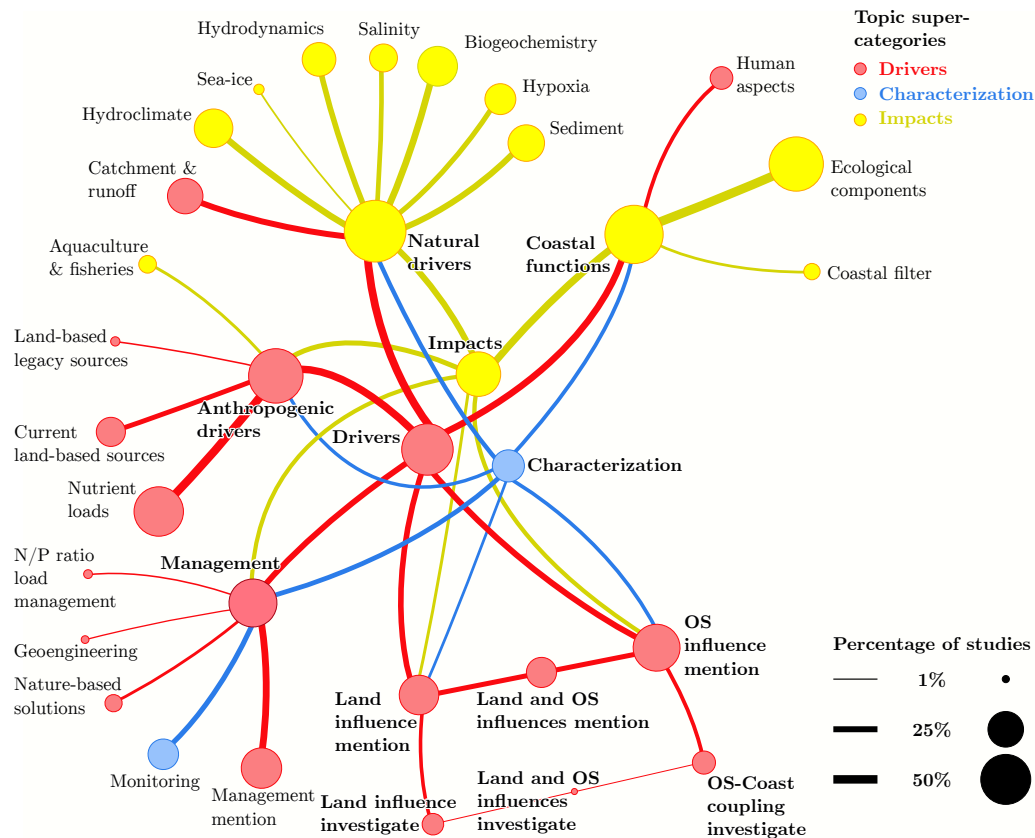 Topic super-
categories
Drivers
Characterization
Impacts
Hydrodynamics
Salinity
Biogeochemistry
Sea-ice
Hypoxia
Hydroclimate
Sediment
Catchment &
runoff
Human
aspects
Ecological
components
Natural
drivers
Coastal
functions
Coastal filter
Aquaculture
& fisheries
Land-based
legacy sources
Impacts
Anthropogenic
drivers
Drivers
Current
land-based sources
Characterization
Nutrient
loads
N/P ratio
load
management
Management
Geoengineering
Nature-based
solutions
OS
influence
mention
Land
influence
mention
Land and OS
influences mention
Monitoring
Management
mention
Land influence
investigate
Land and OS
influences
investigate
OS-Coast
coupling
investigate
Percentage of studies
1%
25%
50%